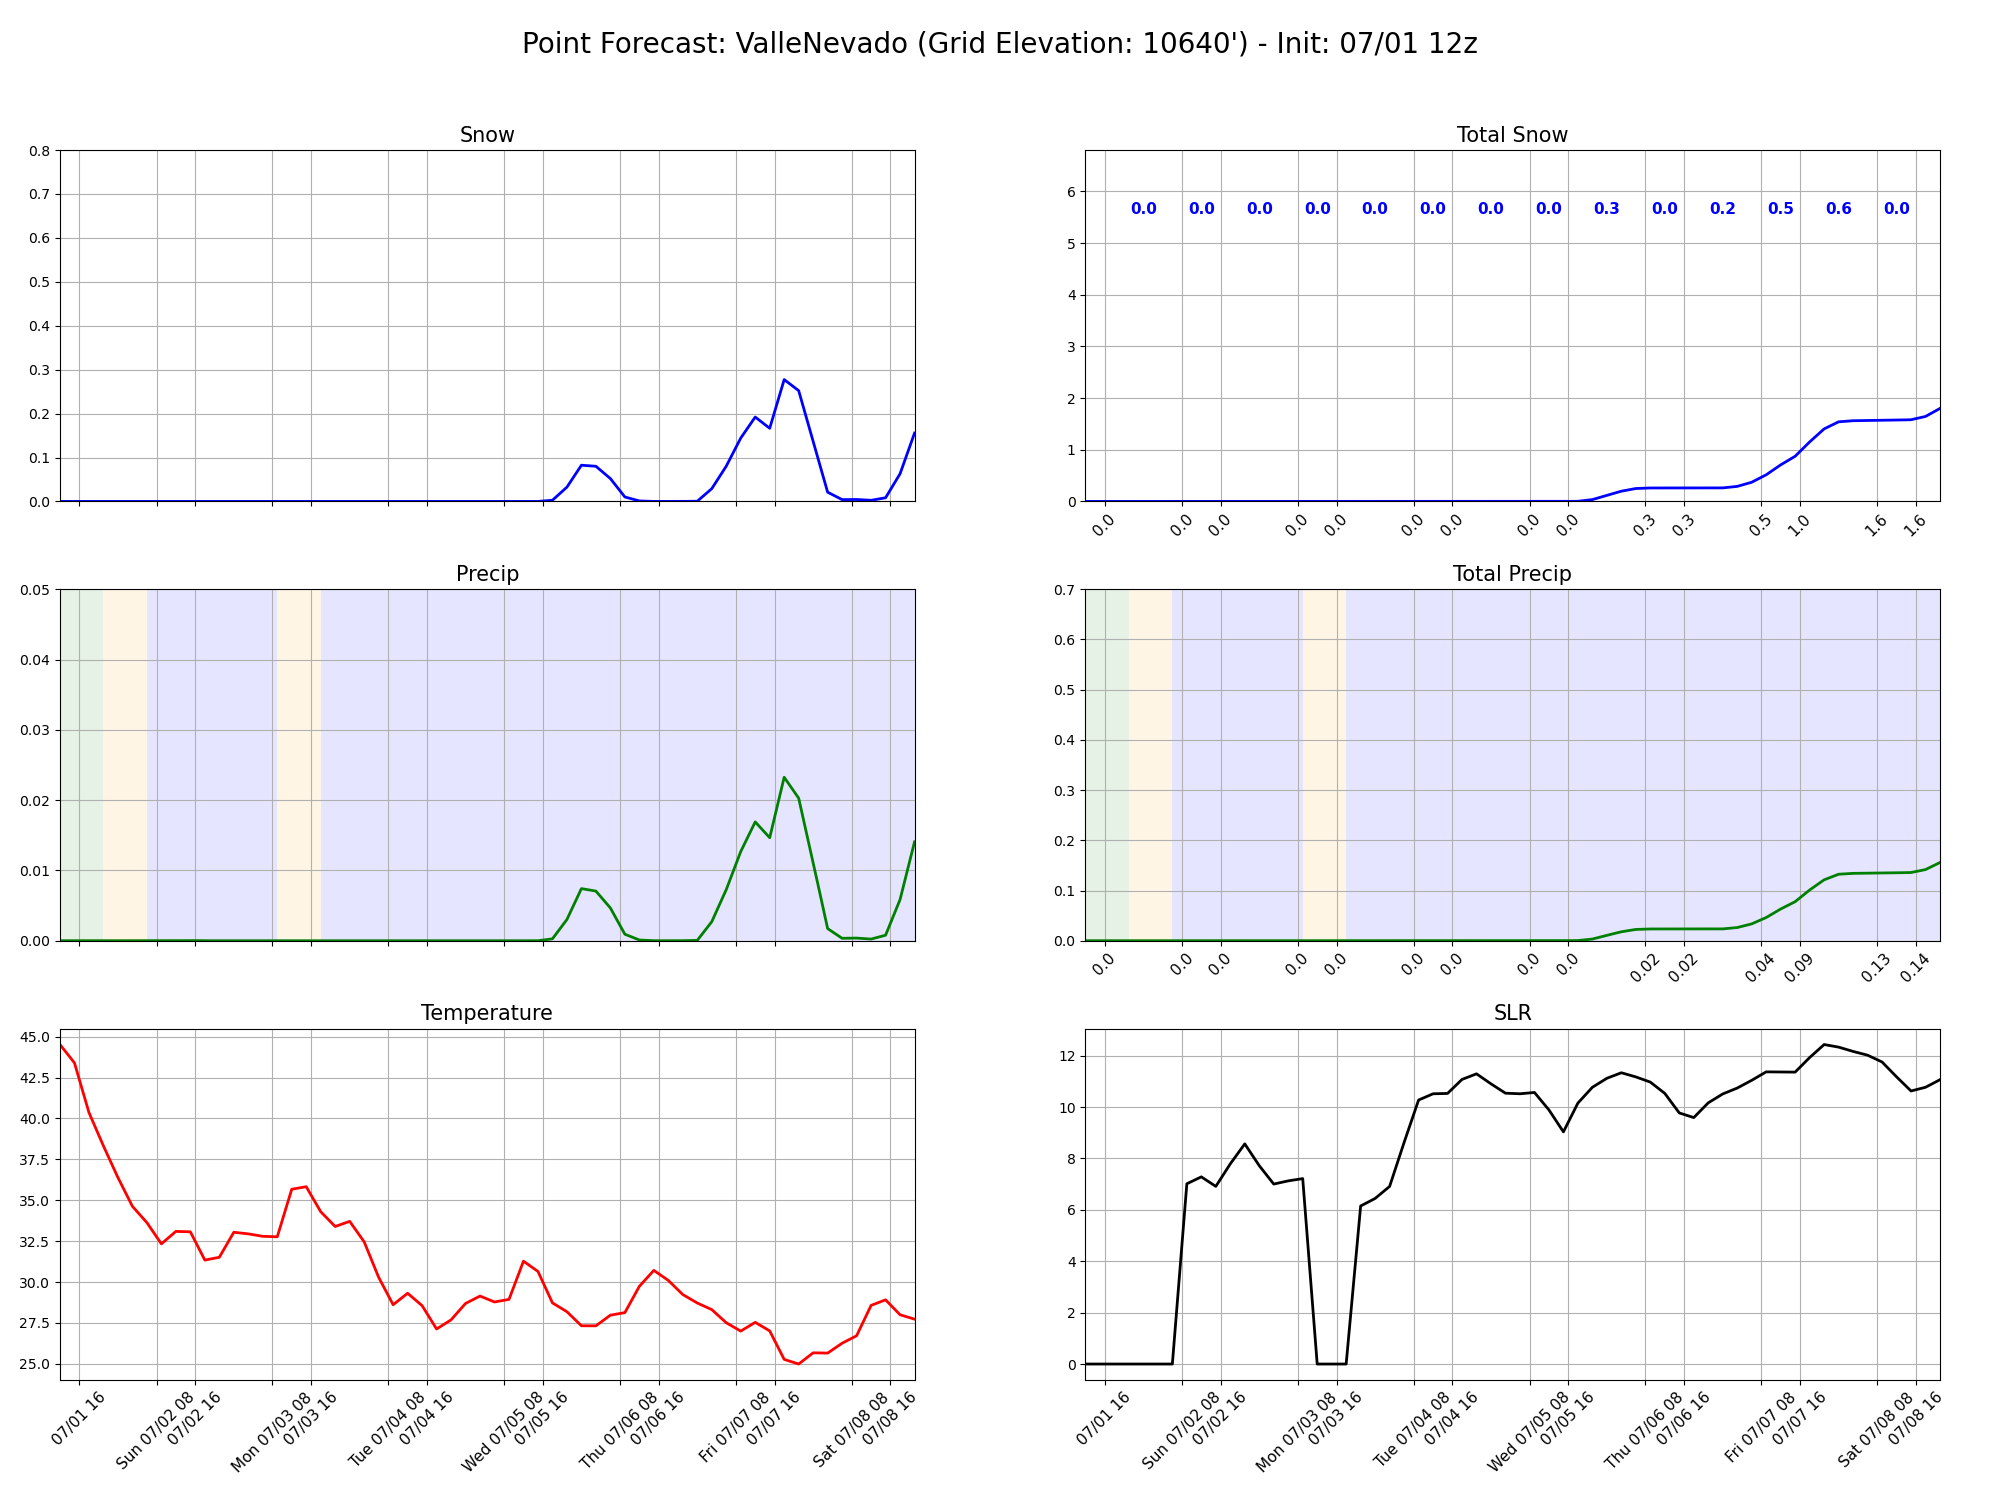 Point Forecast: ValleNevado (Grid Elevation: 10640') - Init: 07/01 12z
Snow
0.8
0.7
0.6
0.5
0.4
0.3
0.2
0.1
0.0
Total Snow
6
5
4
3
2
1
0
0.0 0.0 0.0 0.0 0.0 0.0 0.0 0.0 0.3 0.0 0.2 0.5 0.6 0.0
0.0 0.0 0.0 0.0 0.0 0.0 0.0 0.0 0.0 0.3 0.3 0.5 1.0 1.6 1.6
Precip
0.05
0.04
0.03
0.02
0.01
0.00
Total Precip
0.7
0.6
0.5
0.4
0.3
0.2
0.1
0.0
0.0 0.0 0.0 0.0 0.0 0.0 0.0 0.0 0.0 0.02 0.02 0.04 0.09 0.13 0.14
Temperature
45.0
42.5
40.0
37.5
35.0
32.5
30.0
27.5
25.0
07/01 16
Sun 07/02 08
07/02 16
Mon 07/03 08
07/03 16
Tue 07/04 08
07/04 16
Wed 07/05 08
07/05 16
Thu 07/06 08
07/06 16
Fri 07/07 08
07/07 16
Sat 07/08 08
07/08 16
SLR
12
10
8
6
4
2
0
07/01 16
Sun 07/02 08
07/02 16
Mon 07/03 08
07/03 16
Tue 07/04 08
07/04 16
Wed 07/05 08
07/05 16
Thu 07/06 08
07/06 16
Fri 07/07 08
07/07 16
Sat 07/08 08
07/08 16